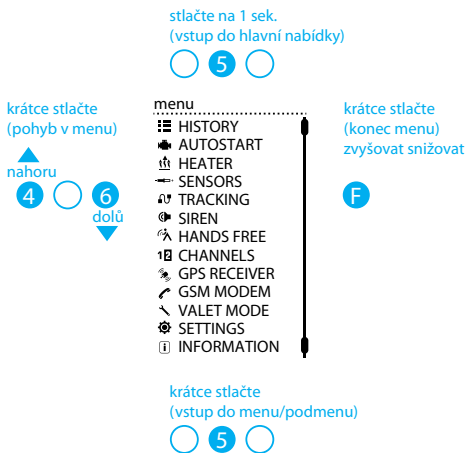 stlačte na 1 sek.
(vstup do hlavní nabídky)
5
krátce stlačte
(pohyb v menu)
nahoru
4 6
dolů
menu
HISTORY
AUTOSTART
HEATER
SENSORS
TRACKING
SIREN
HANDS FREE
12 CHANNELS
GPS RECEIVER
GSM MODEM
VALET MODE
SETTINGS
i INFORMATION
krátce stlačte
(konec menu)
zvyšovat snižovat
F
krátce stlačte
(vstup do menu/podmenu)
5